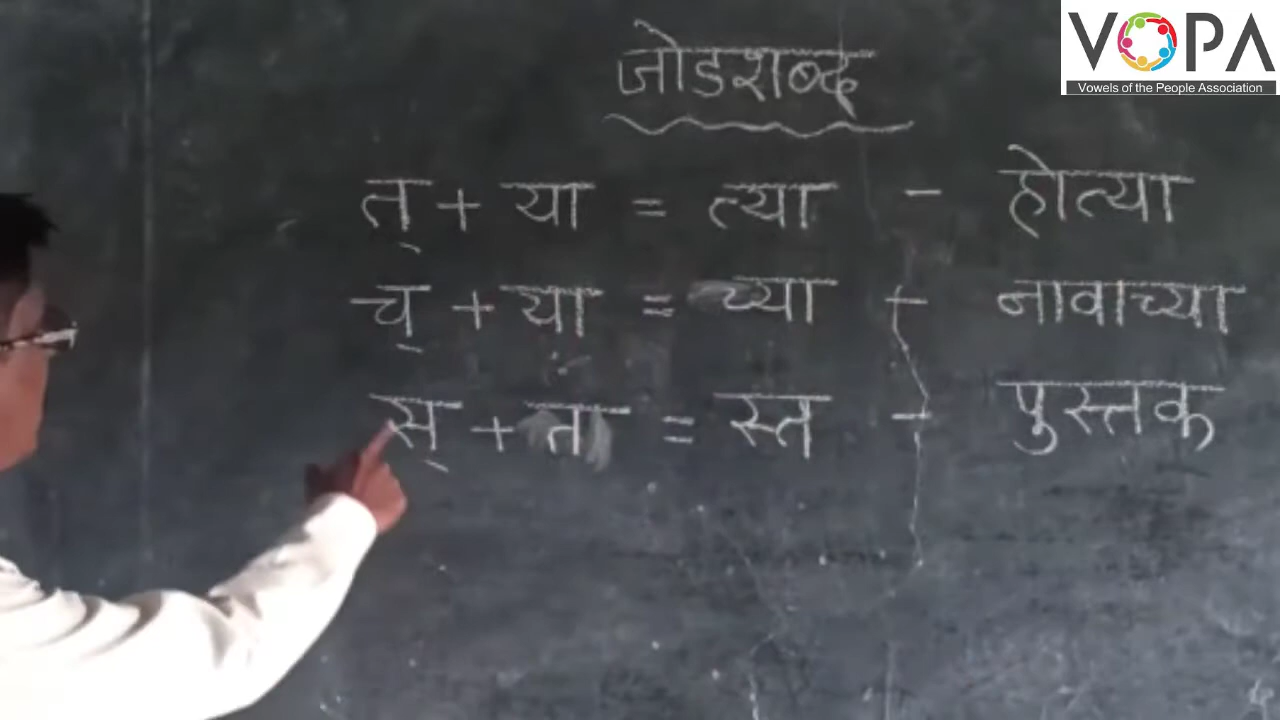 VOPA
Vowels of the People Association
जोडशब्द
त् + या = त्या - होत्या
च् + या = च्या - नावाच्या
स् + त = स्त - पुस्तक